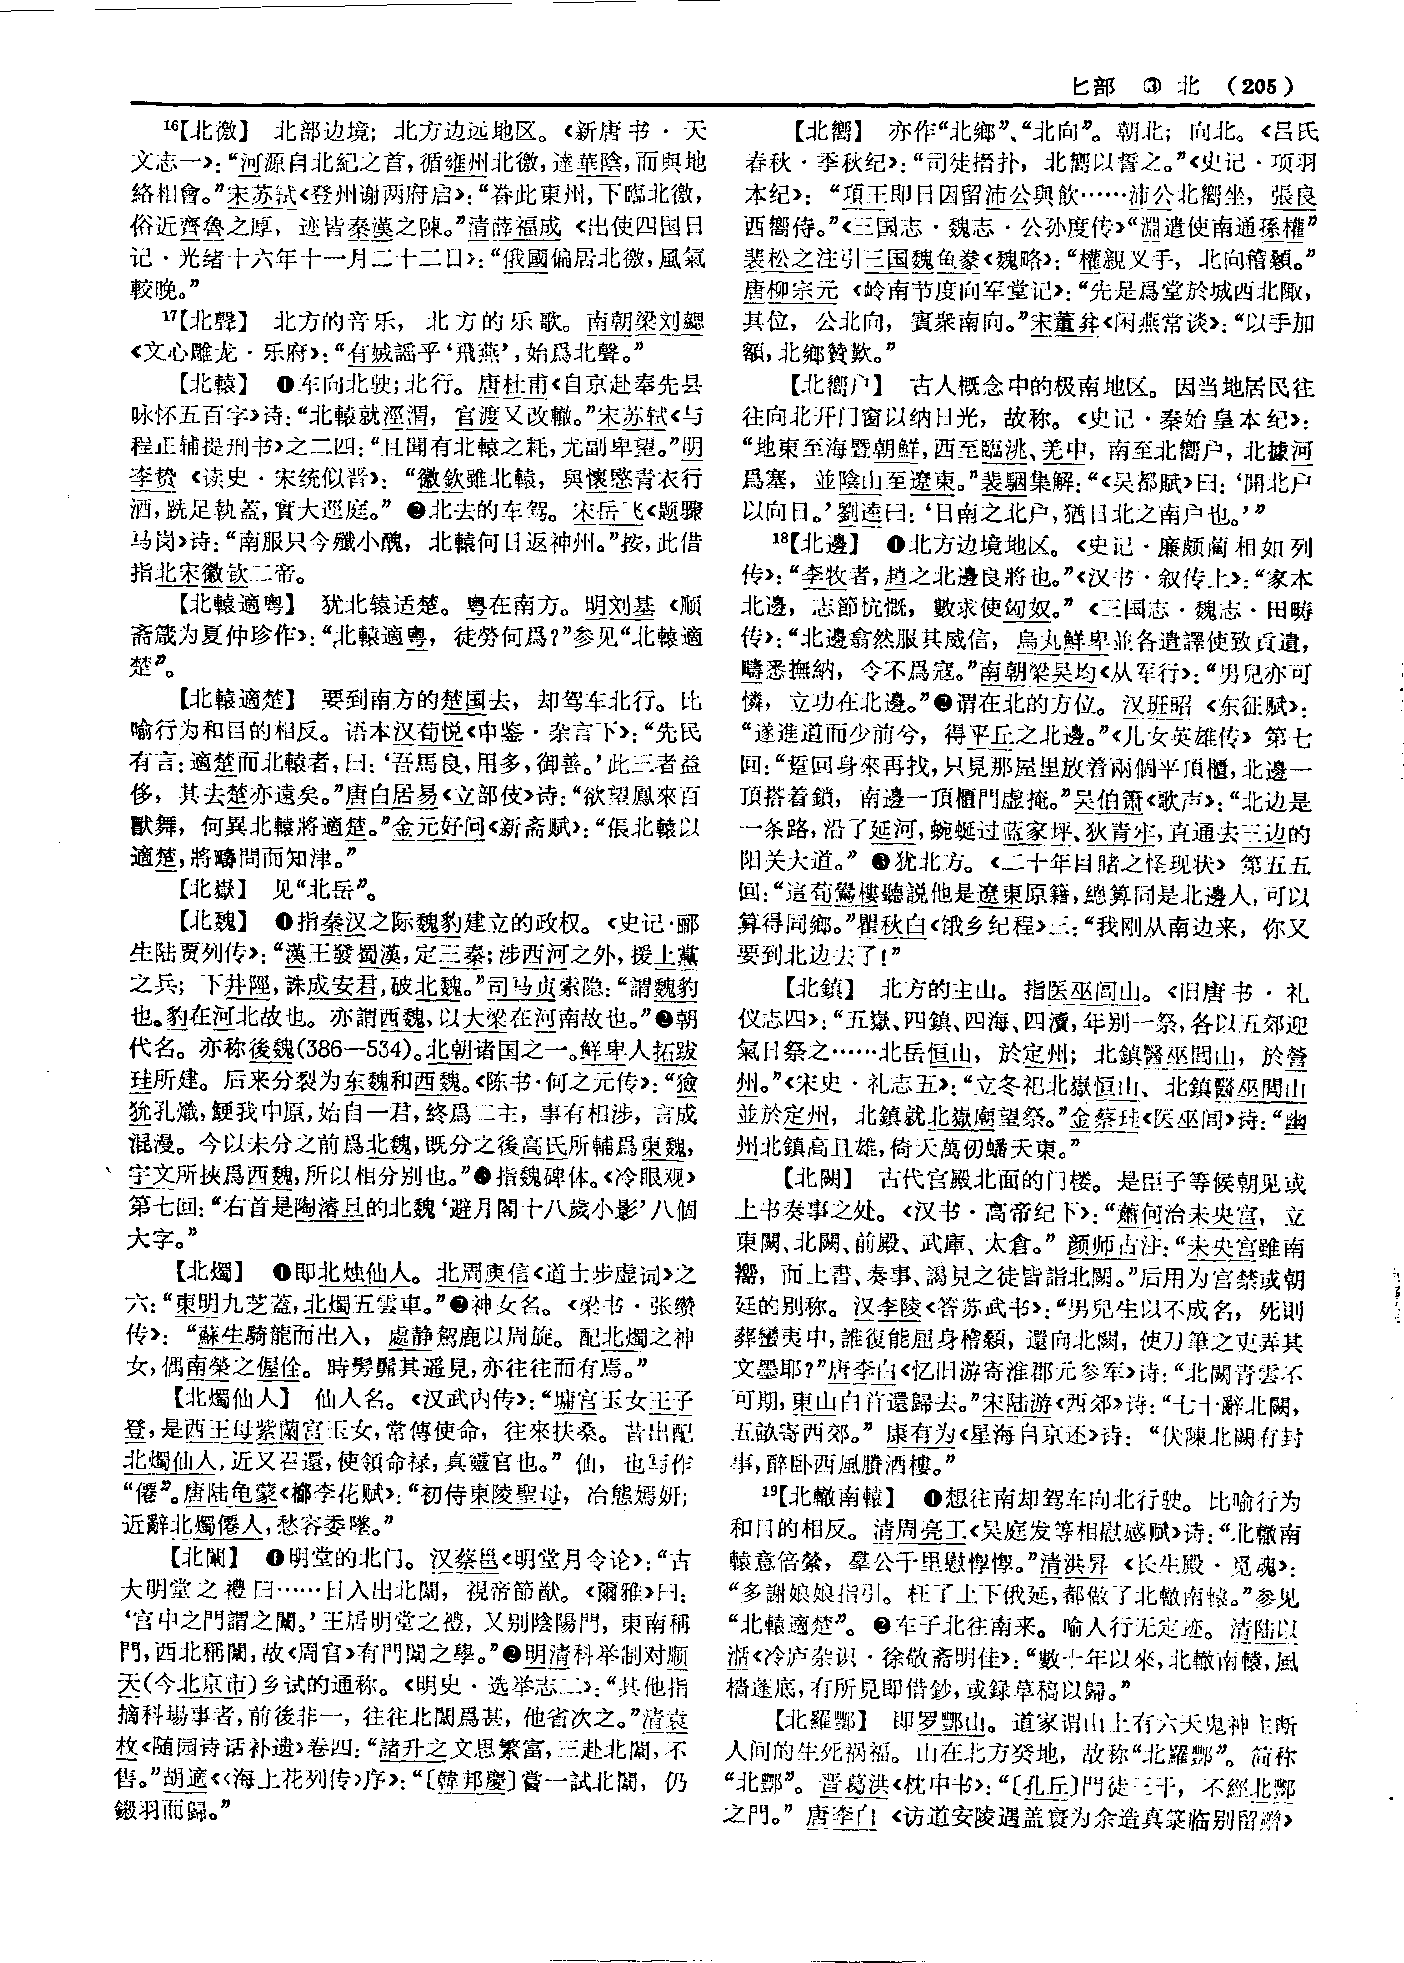 匕部 ③ 北 （205）
¹⁶【北徼】 北部边境；北方边远地区。《新唐书·天
文志一》：“河源自北紀之首，循雍州北徼，達華陰，而與地
絡相會。”宋苏轼《登州谢两府启》：“眷此東州，下臨北徼，
俗近齊魯之厚，迹皆秦漢之陳。”清薛福成《出使四国日
记·光绪十六年十一月二十二日》：“俄國偏居北徼，風氣
較晚。”
¹⁷【北聲】 北方的音乐，北方的乐歌。南朝梁刘勰
《文心雕龙·乐府》：“有娀謡乎‘飛燕’，始爲北聲。”
【北轅】 ❶车向北驶；北行。唐杜甫《自京赴奉先县
咏怀五百字》诗：“北轅就涇渭，官渡又改轍。”宋苏轼《与
程正辅提刑书》之二四：“且聞有北轅之耗，尤副卑望。”明
李贽《读史·宋统似晋》：“徽欽雖北轅，與懷愍青衣行
酒，跣足執蓋，實大逕庭。” ❷北去的车驾。宋岳飞《题骤
马岗》诗：“南服只今殲小醜，北轅何日返神州。”按，此借
指北宋徽钦二帝。
【北轅適粵】 犹北辕适楚。粵在南方。明刘基《顺
斋箴为夏仲珍作》：“北轅適粵，徒勞何爲？”参见“北轅適
楚”。
【北轅適楚】 要到南方的楚国去，却驾车北行。比
喻行为和目的相反。语本汉荀悦《申鉴·杂言下》：“先民
有言：適楚而北轅者，曰：‘吾馬良，用多，御善。’此三者益
侈，其去楚亦遠矣。”唐白居易《立部伎》诗：“欲望鳳來百
獸舞，何異北轅將適楚。”金元好问《新斋赋》：“倀北轅以
適楚，將疇問而知津。”
【北嶽】 见“北岳”。
【北魏】 ❶指秦汉之际魏豹建立的政权。《史记·郦
生陆贾列传》：“漢王發蜀漢，定三秦；涉西河之外，援上黨
之兵；下井陘，誅成安君，破北魏。”司马贞索隐：“謂魏豹
也。豹在河北故也。亦謂西魏，以大梁在河南故也。”❷朝
代名。亦称後魏(386—534)。北朝诸国之一。鲜卑人拓跋
珪所建。后来分裂为东魏和西魏。《陈书·何之元传》：“獫
狁孔熾，鯁我中原，始自一君，終爲二主，事有相涉，言成
混漫。今以未分之前爲北魏，既分之後高氏所輔爲東魏，
宇文所挾爲西魏，所以相分别也。”❸指魏碑体。《冷眼观》
第七回：“右首是陶濬且的北魏‘避月閣十八歲小影’八個
大字。”
【北燭】 ❶即北烛仙人。北周庾信《道士步虚词》之
六：“東明九芝蓋，北燭五雲車。”❷神女名。《梁书·张缵
传》：“蘇生騎龍而出入，處静駕鹿以周旋。配北燭之神
女，偶南榮之偓佺。時髣髴其遥見，亦往往而有焉。”
【北燭仙人】 仙人名。《汉武内传》：“墉宫玉女王子
登，是西王母紫蘭宫玉女，常傳使命，往來扶桑。昔出配
北燭仙人，近又召還，使領命禄，真靈官也。” 仙，也写作
“僊”。唐陆龟蒙《郁李花赋》：“初侍東陵聖母，冶態嫣妍；
近辭北燭僊人，愁容委墜。”
【北闈】 ❶明堂的北门。汉蔡邕《明堂月令论》：“古
大明堂之禮曰……日入出北闈，視帝節猷。《爾雅》曰：
‘宫中之門謂之闈。’王居明堂之禮，又别陰陽門，東南稱
門，西北稱闈，故《周官》有門闈之學。”❷明清科举制对顺
天(今北京市)乡试的通称。《明史·选举志二》：“其他指
摘科場事者，前後非一，往往北闈爲甚，他省次之。”清袁
枚《随园诗话补遗》卷四：“諸升之文思繁富，三赴北闈，不
售。”胡適《〈海上花列传〉序》：“〔韓邦慶〕嘗一試北闈，仍
鎩羽而歸。”
【北嚮】 亦作“北鄉”、“北向”。朝北；向北。《吕氏
春秋·季秋纪》：“司徒搢扑，北嚮以誓之。”《史记·项羽
本纪》：“項王即日因留沛公與飲……沛公北嚮坐，張良
西嚮侍。”《三国志·魏志·公孙度传》“淵遣使南通孫權”
裴松之注引三国魏鱼豢《魏略》：“權親叉手，北向稽顙。”
唐柳宗元《岭南节度向军堂记》：“先是爲堂於城西北陬，
其位，公北向，賓衆南向。”宋董弅《闲燕常谈》：“以手加
額，北鄉贊歎。”
【北嚮户】 古人概念中的极南地区。因当地居民往
往向北开门窗以纳日光，故称。《史记·秦始皇本纪》：
“地東至海暨朝鮮，西至臨洮、羌中，南至北嚮户，北據河
爲塞，並陰山至遼東。”裴駰集解：“《吴都賦》曰：‘開北户
以向日。’劉逵曰：‘日南之北户，猶日北之南户也。’”
¹⁸【北邊】 ❶北方边境地区。《史记·廉颇蔺相如列
传》：“李牧者，趙之北邊良將也。”《汉书·叙传上》：“家本
北邊，志節忼慨，數求使匈奴。”《三国志·魏志·田畴
传》：“北邊翕然服其威信，烏丸鮮卑並各遣譯使致貢遺，
疇悉撫納，令不爲寇。”南朝梁吴均《从军行》：“男兒亦可
憐，立功在北邊。”❷谓在北的方位。汉班昭《东征赋》：
“遂進道而少前兮，得平丘之北邊。”《儿女英雄传》第七
回：“趸回身來再找，只見那屋里放着兩個平頂櫃，北邊一
頂搭着鎖，南邊一頂櫃門虚掩。”吴伯箫《歌声》：“北边是
一条路，沿了延河，蜿蜒过蓝家坪、狄青牢，直通去三边的
阳关大道。” ❸犹北方。《二十年目睹之怪现状》第五五
回：“這荀鶯樓聽説他是遼東原籍，總算同是北邊人，可以
算得同鄉。”瞿秋白《饿乡纪程》三：“我刚从南边来，你又
要到北边去了！”
【北鎮】 北方的主山。指医巫闾山。《旧唐书·礼
仪志四》：“五嶽、四鎮、四海、四瀆，年别一祭，各以五郊迎
氣日祭之……北岳恒山，於定州；北鎮醫巫閭山，於營
州。”《宋史·礼志五》：“立冬祀北嶽恒山、北鎮醫巫閭山
並於定州，北鎮就北嶽廟望祭。”金蔡珪《医巫闾》诗：“幽
州北鎮高且雄，倚天萬仞蟠天東。”
【北闕】 古代宫殿北面的门楼。是臣子等候朝见或
上书奏事之处。《汉书·高帝纪下》：“蕭何治未央宫，立
東闕、北闕、前殿、武庫、太倉。”颜师古注：“未央宫雖南
嚮，而上書、奏事、謁見之徒皆詣北闕。”后用为宫禁或朝
廷的别称。汉李陵《答苏武书》：“男兒生以不成名，死則
葬蠻夷中，誰復能屈身稽顙，還向北闕，使刀筆之吏弄其
文墨耶？”唐李白《忆旧游寄淮郡元参军》诗：“北闕青雲不
可期，東山白首還歸去。”宋陆游《西郊》诗：“七十辭北闕，
五畝寄西郊。”康有为《星海自京还》诗：“伏陳北闕有封
事，醉卧西風賸酒樓。”
¹⁹【北轍南轅】 ❶想往南却驾车向北行驶。比喻行为
和目的相反。清周亮工《吴庭发等相慰感赋》诗：“北轍南
轅意倍縈，羣公千里慰惸惸。”清洪昇《长生殿·觅魂》：
“多謝娘娘指引。枉了上下俄延，都做了北轍南轅。”参见
“北轅適楚”。 ❷车子北往南来。喻人行无定迹。清陆以
湉《冷庐杂识·徐敬斋明佳》：“數十年以來，北轍南轅，風
檣蓬底，有所見即借鈔，或録草稿以歸。”
【北羅酆】 即罗酆山。道家谓山上有六天鬼神主断
人间的生死祸福。山在北方癸地，故称“北羅酆”。简称
“北酆”。晋葛洪《枕中书》：“〔孔丘〕門徒三千，不經北酆
之門。”唐李白《访道安陵遇盖寰为余造真箓临别留赠》